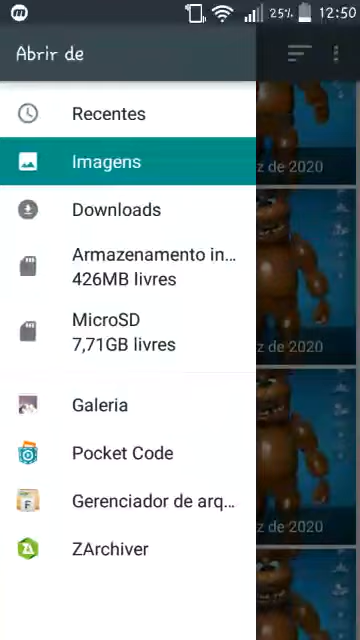 25% 12:50
Abrir de
Recentes
Imagens
z de 2020
Downloads
Armazenamento in...
426MB livres
z de 2020
MicroSD
7,71GB livres
Galeria
Pocket Code
Gerenciador de arq...
z de 2020
ZArchiver